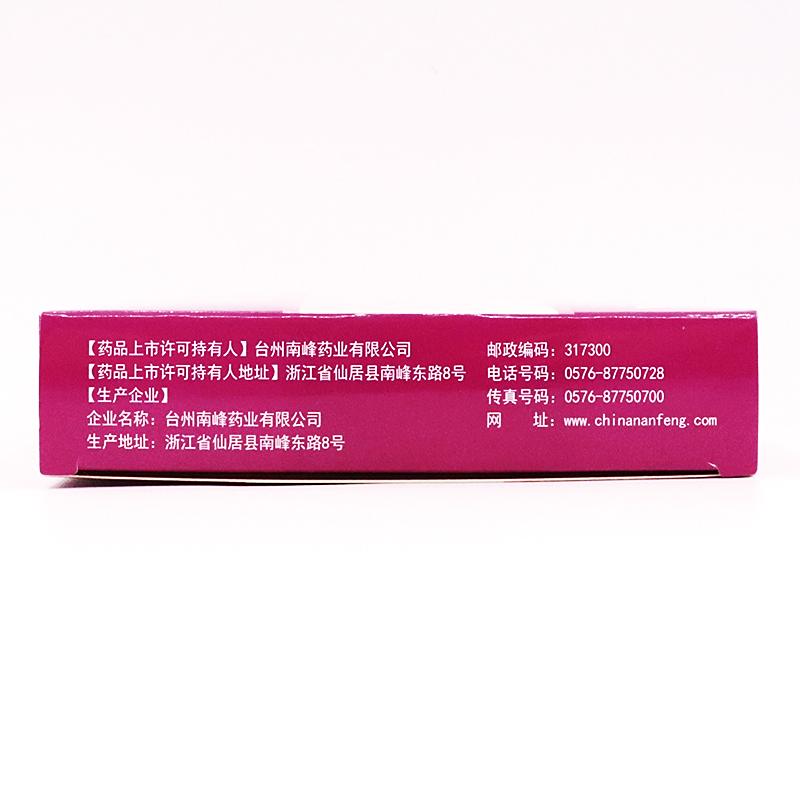 【药品上市许可持有人】台州南峰药业有限公司
【药品上市许可持有人地址】浙江省仙居县南峰东路8号
【生产企业】
企业名称：台州南峰药业有限公司
生产地址：浙江省仙居县南峰东路8号
邮政编码：317300
电话号码：0576-87750728
传真号码：0576-87750700
网　　址：www.chinananfeng.com